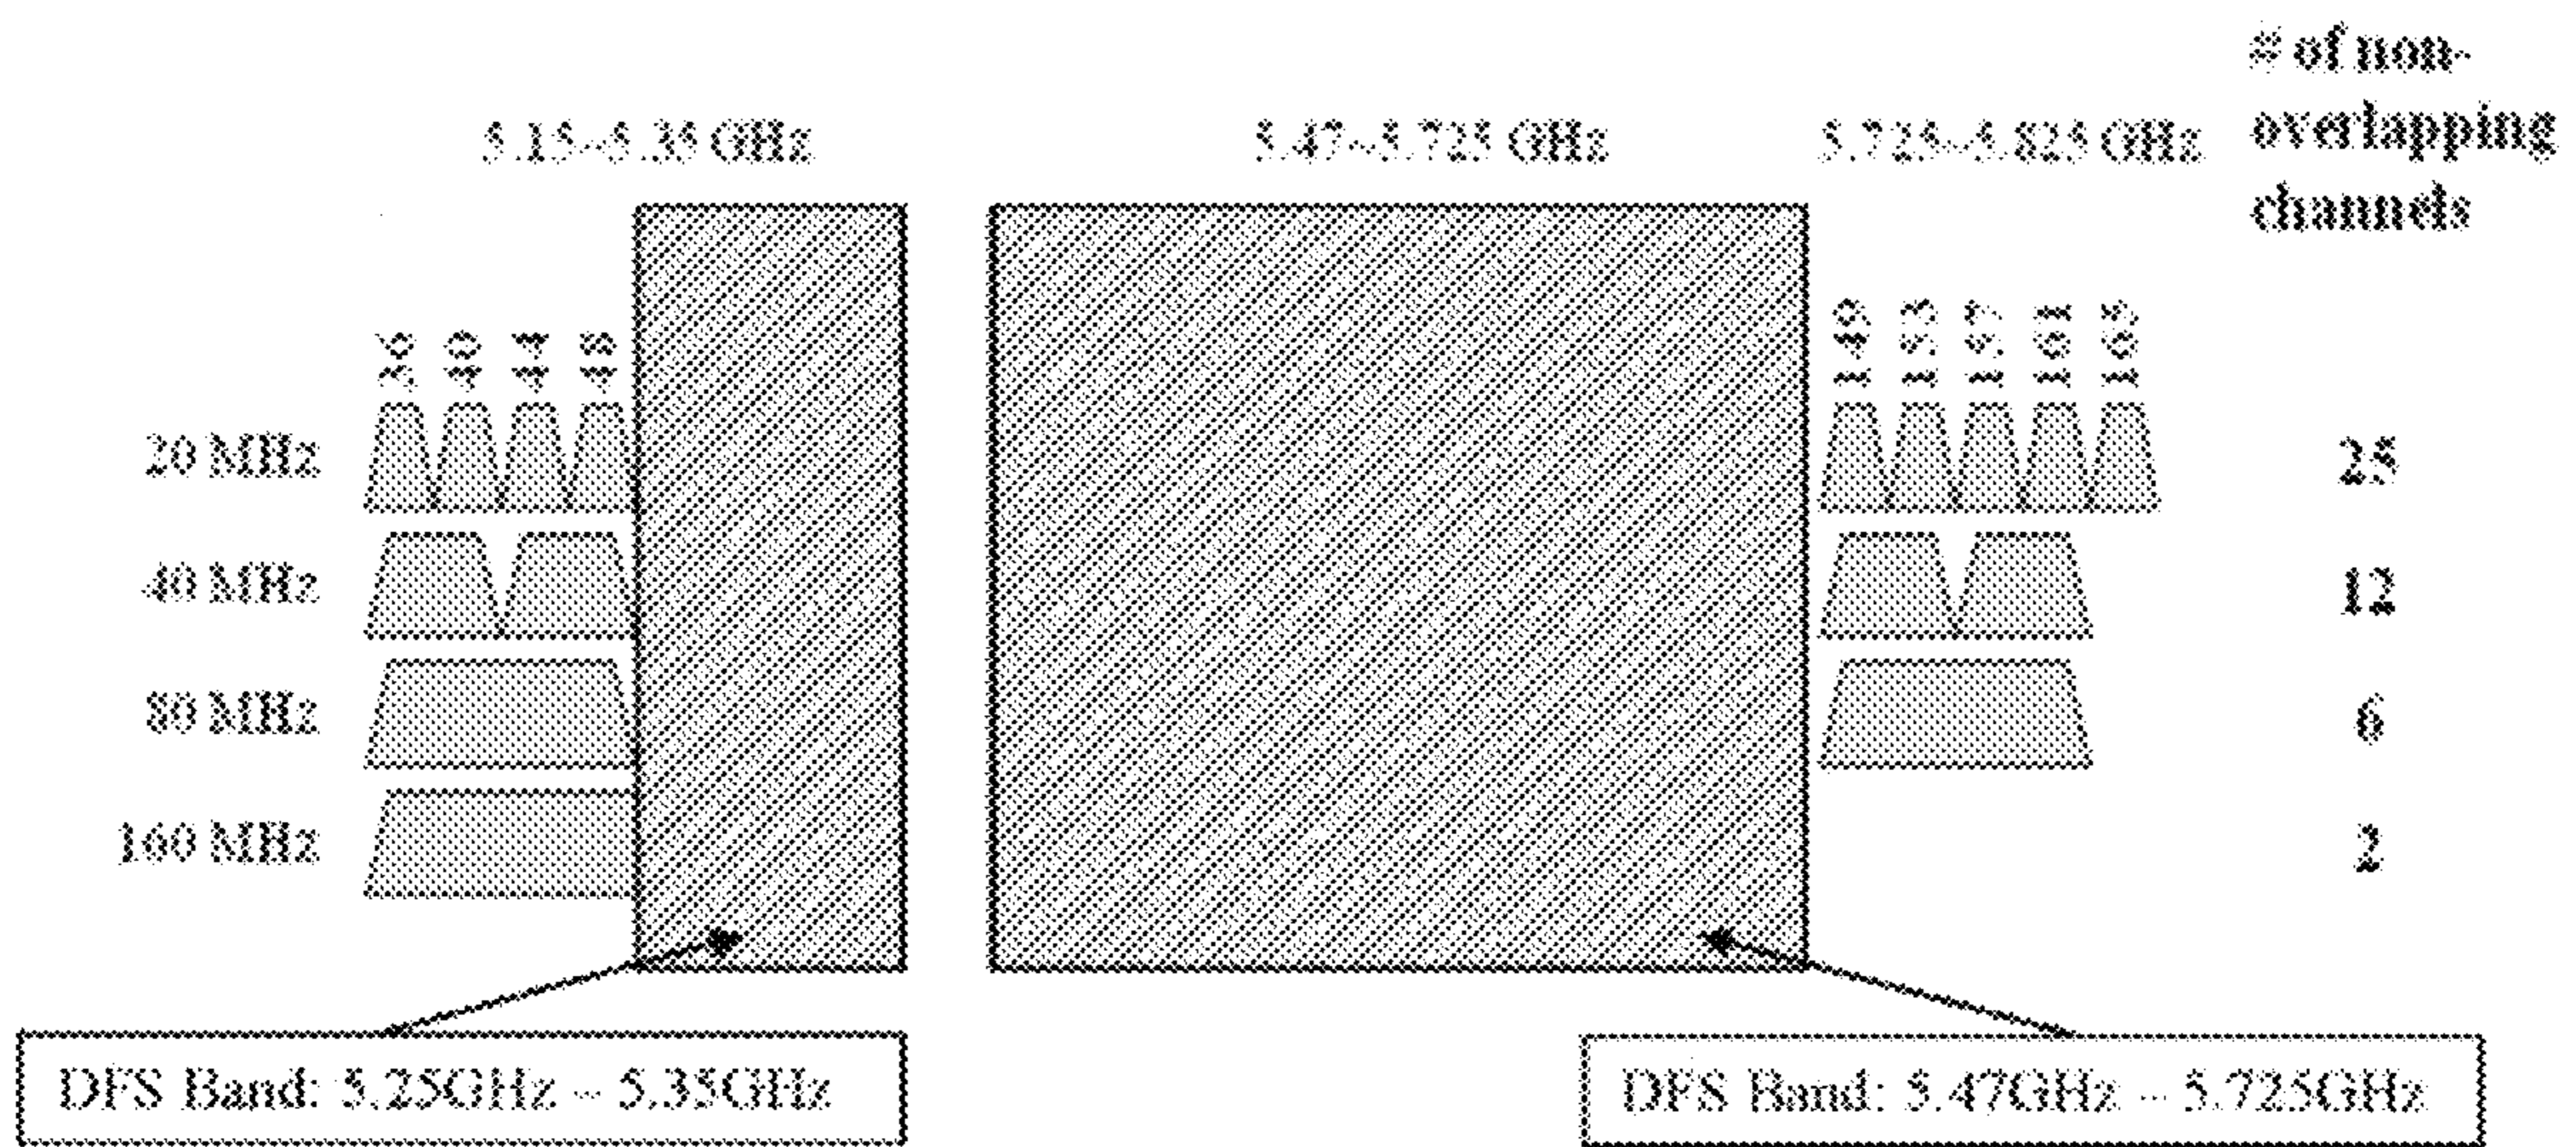 # of non-
overlapping
channels
5.15~5.35 GHz
5.47~5.725 GHz
5.725~5.825 GHz
36
40
44
48
149
153
157
161
165
20 MHz
25
40 MHz
12
80 MHz
6
160 MHz
2
DFS Band: 5.25GHz – 5.35GHz
DFS Band: 5.47GHz – 5.725GHz